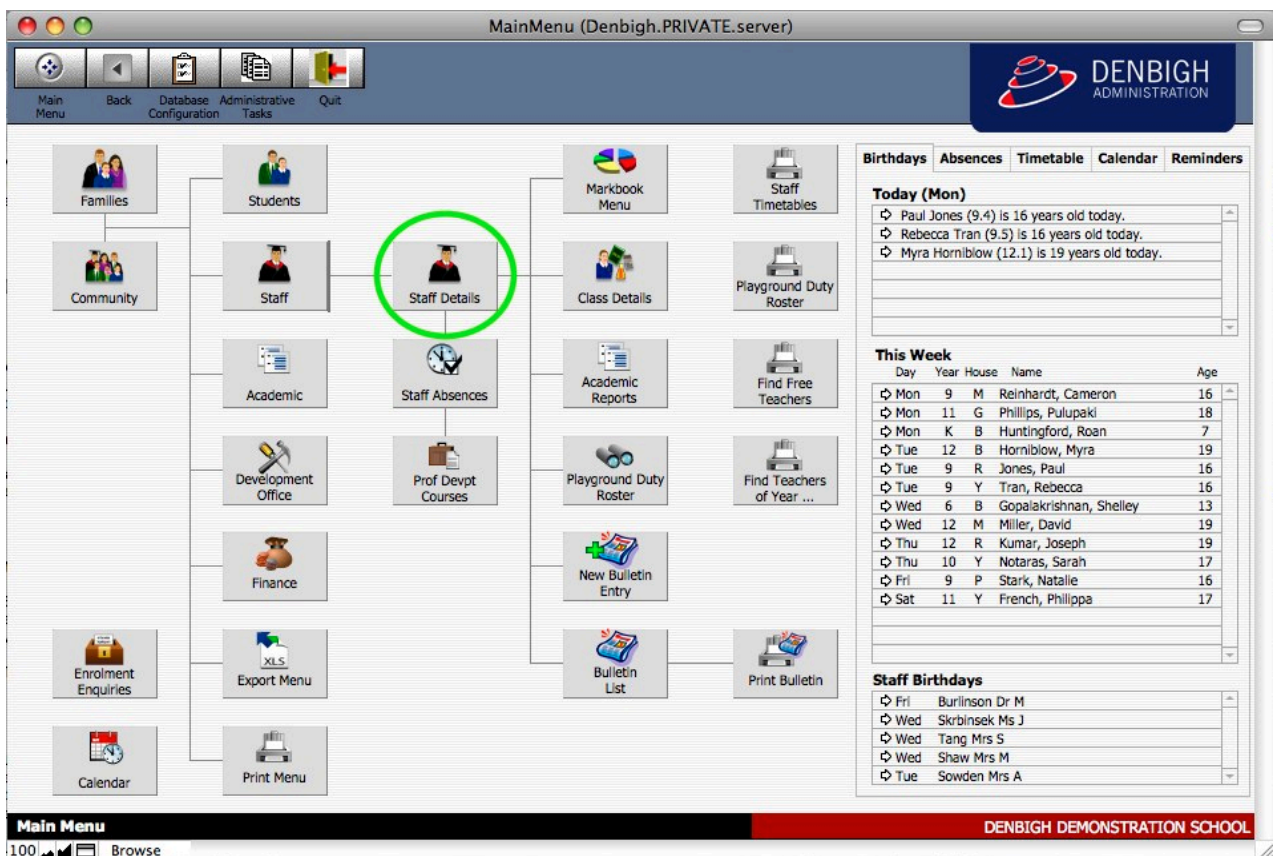 MainMenu (Denbigh.PRIVATE.server)
Main Menu
Back
Database Configuration
Administrative Tasks
Quit
DENBIGH
ADMINISTRATION
Families
Students
Markbook
Menu
Staff
Timetables
Community
Staff
Staff Details
Class Details
Playground Duty
Roster
Academic
Staff Absences
Academic
Reports
Find Free
Teachers
Development
Office
Prof Devpt
Courses
Playground Duty
Roster
Find Teachers
of Year ...
Finance
New Bulletin
Entry
Enrolment
Enquiries
XLS
Export Menu
Bulletin
List
Print Bulletin
Calendar
Print Menu
Birthdays Absences Timetable Calendar Reminders
Today (Mon)
Paul Jones (9.4) is 16 years old today.
Rebecca Tran (9.5) is 16 years old today.
Myra Horniblow (12.1) is 19 years old today.
This Week
Day Year House Name Age
Mon 9 M Reinhardt, Cameron 16
Mon 11 G Phillips, Pulupaki 18
Mon K B Huntingford, Roan 7
Tue 12 B Horniblow, Myra 19
Tue 9 R Jones, Paul 16
Tue 9 Y Tran, Rebecca 16
Wed 6 B Gopalakrishnan, Shelley 13
Wed 12 M Miller, David 19
Thu 12 R Kumar, Joseph 19
Thu 10 Y Notaras, Sarah 17
Fri 9 P Stark, Natalie 16
Sat 11 Y French, Philippa 17
Staff Birthdays
Fri Burlinson Dr M
Wed Skrbinsek Ms J
Wed Tang Mrs S
Wed Shaw Mrs M
Tue Sowden Mrs A
Main Menu
DENBIGH DEMONSTRATION SCHOOL
100 Browse